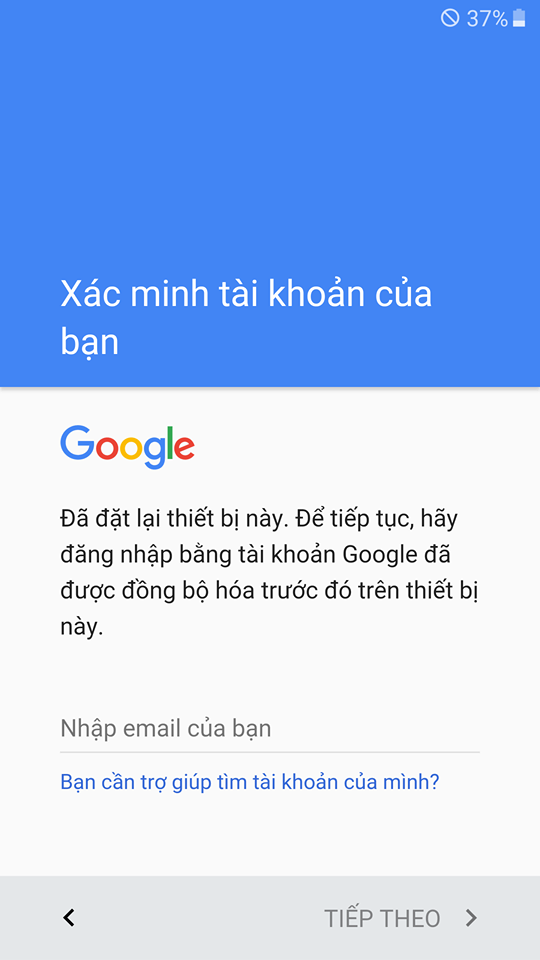 37%
Xác minh tài khoản của
bạn
Google
Đã đặt lại thiết bị này. Để tiếp tục, hãy
đăng nhập bằng tài khoản Google đã
được đồng bộ hóa trước đó trên thiết bị
này.
Nhập email của bạn
Bạn cần trợ giúp tìm tài khoản của mình?
TIẾP THEO